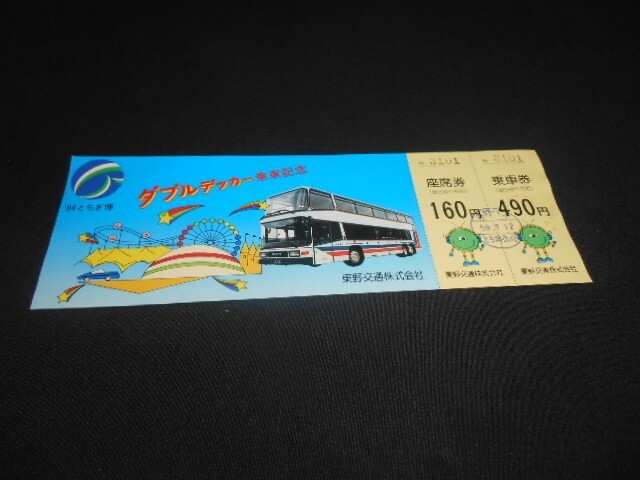 '84とちぎ博
ダブルデッカー乗車記念
東野交通株式会社
№ 3101
座席券
160円
東野交通株式会社
№ 3101
乗車券
490円
東野交通株式会社